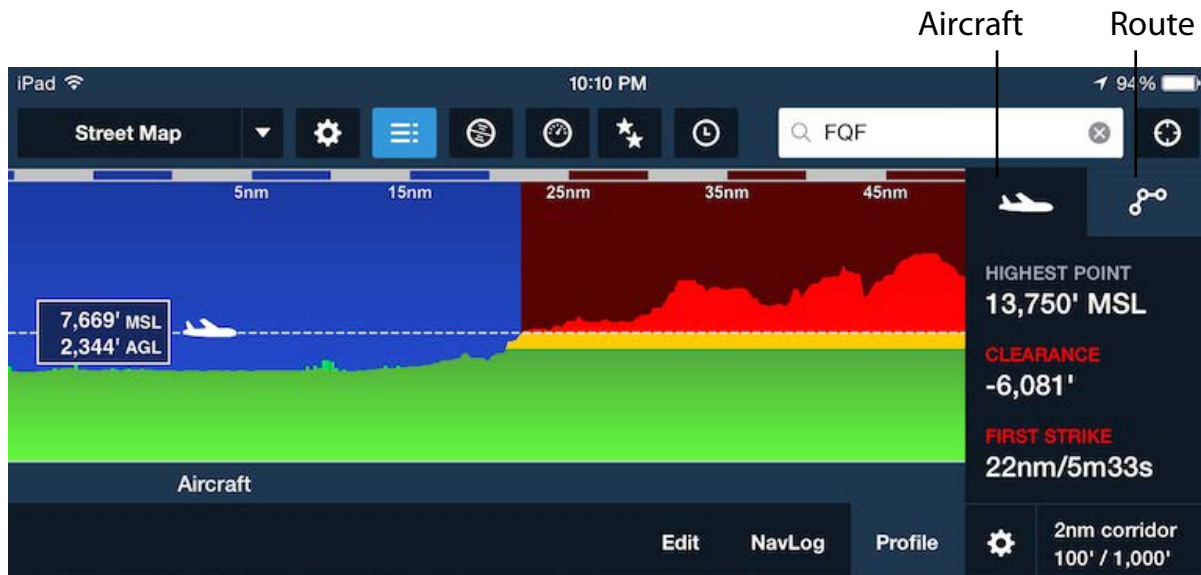 Aircraft Route
iPad 10:10 PM 94%
Street Map FQF
5nm 15nm 25nm 35nm 45nm
HIGHEST POINT
13,750' MSL
7,669' MSL
2,344' AGL
CLEARANCE
-6,081'
FIRST STRIKE
22nm/5m33s
Aircraft
Edit NavLog Profile
2nm corridor
100' / 1,000'